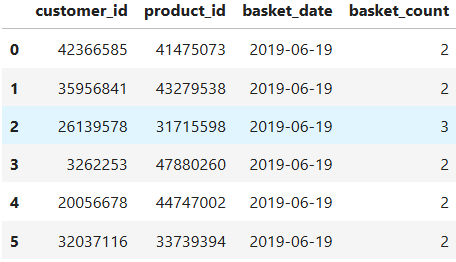 customer_id product_id basket_date basket_count
0 42366585 41475073 2019-06-19 2
1 35956841 43279538 2019-06-19 2
2 26139578 31715598 2019-06-19 3
3 3262253 47880260 2019-06-19 2
4 20056678 44747002 2019-06-19 2
5 32037116 33739394 2019-06-19 2